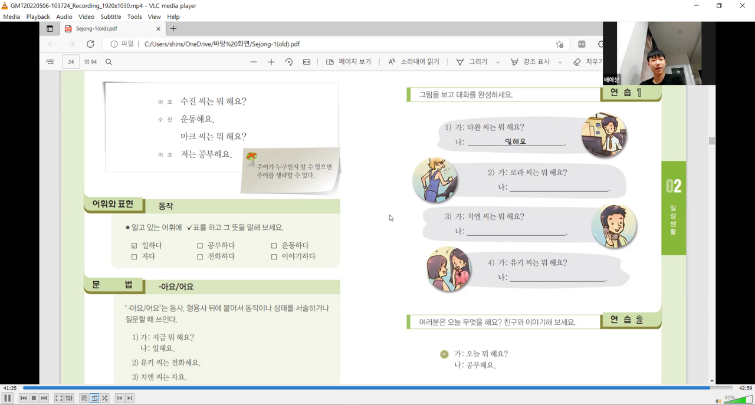 GMT20220506-103724_Recording_1920x1030.mp4 - VLC media player
Media Playback Audio Video Subtitle Tools View Help
Sejong-1(old).pdf
파일 C:/Users/shins/OneDrive/바탕%20화면/Sejong-1(old).pdf
24 의 94 페이지 보기 소리내어 읽기 그리기 강조 표시 지우기
배예성
마크 수진 씨는 뭐 해요?
수진 운동해요.
마크 씨는 뭐 해요?
마크 저는 공부해요.
주어가 누구인지 알 수 있으면
주어를 생략할 수 있다.
어휘와 표현 동작
● 알고 있는 어휘에 ✓표를 하고 그 뜻을 말해 보세요.
☑ 일하다 □ 공부하다 □ 운동하다
□ 자다 □ 전화하다 □ 이야기하다
문 법 -아요/어요
'-아요/어요'는 동사, 형용사 뒤에 붙어서 동작이나 상태를 서술하거나
질문할 때 쓰인다.
1) 가: 지금 뭐 해요?
나: 일해요.
2) 유키 씨는 전화해요.
3) 치엔 씨는 자요.
그림을 보고 대화를 완성하세요. 연 습 1
1) 가: 타완 씨는 뭐 해요?
나: 일해요.
2) 가: 로라 씨는 뭐 해요?
나:
3) 가: 치엔 씨는 뭐 해요?
나:
4) 가: 유키 씨는 뭐 해요?
나:
02
일상생활
여러분은 오늘 무엇을 해요? 친구와 이야기해 보세요. 연 습 2
가: 오늘 뭐 해요?
나: 공부해요.
41:35 42:59
93%